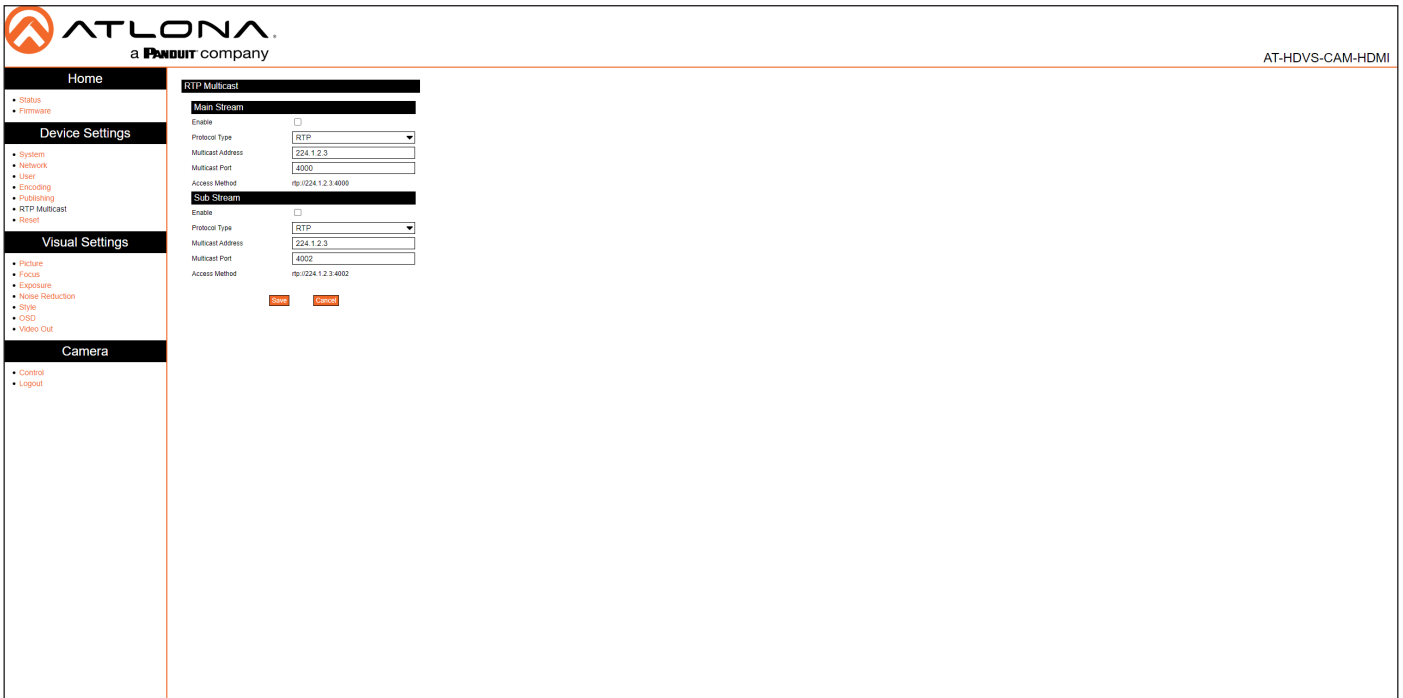 ATLONA.
a PANDUIT company
AT-HDVS-CAM-HDMI
Home
Status
Firmware
Device Settings
System
Network
User
Encoding
Publishing
RTP Multicast
Reset
Visual Settings
Picture
Focus
Exposure
Noise Reduction
Style
OSD
Video Out
Camera
Control
Logout
RTP Multicast
Main Stream
Enable
Protocol Type RTP
Multicast Address 224.1.2.3
Multicast Port 4000
Access Method rtp://224.1.2.3:4000
Sub Stream
Enable
Protocol Type RTP
Multicast Address 224.1.2.3
Multicast Port 4002
Access Method rtp://224.1.2.3:4002
Save Cancel